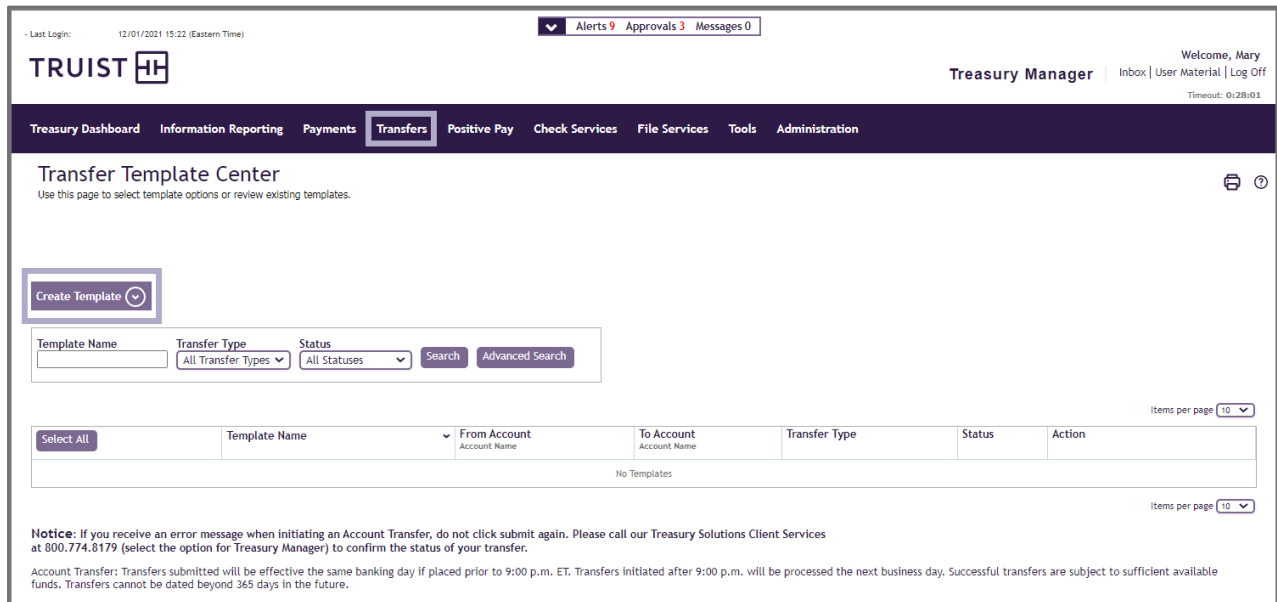 Alerts 9 Approvals 3 Messages 0
- Last Login: 12/01/2021 15:22 (Eastern Time)
TRUIST
Welcome, Mary
Treasury Manager Inbox | User Material | Log Off
Timeout: 0:28:01
Treasury Dashboard Information Reporting Payments Transfers Positive Pay Check Services File Services Tools Administration
Transfer Template Center
Use this page to select template options or review existing templates.
Create Template
Template Name Transfer Type Status
All Transfer Types All Statuses Search Advanced Search
Items per page 10
Select All Template Name From Account To Account Transfer Type Status Action
Account Name Account Name
No Templates
Items per page 10
Notice: If you receive an error message when initiating an Account Transfer, do not click submit again. Please call our Treasury Solutions Client Services
at 800.774.8179 (select the option for Treasury Manager) to confirm the status of your transfer.
Account Transfer: Transfers submitted will be effective the same banking day if placed prior to 9:00 p.m. ET. Transfers initiated after 9:00 p.m. will be processed the next business day. Successful transfers are subject to sufficient available
funds. Transfers cannot be dated beyond 365 days in the future.